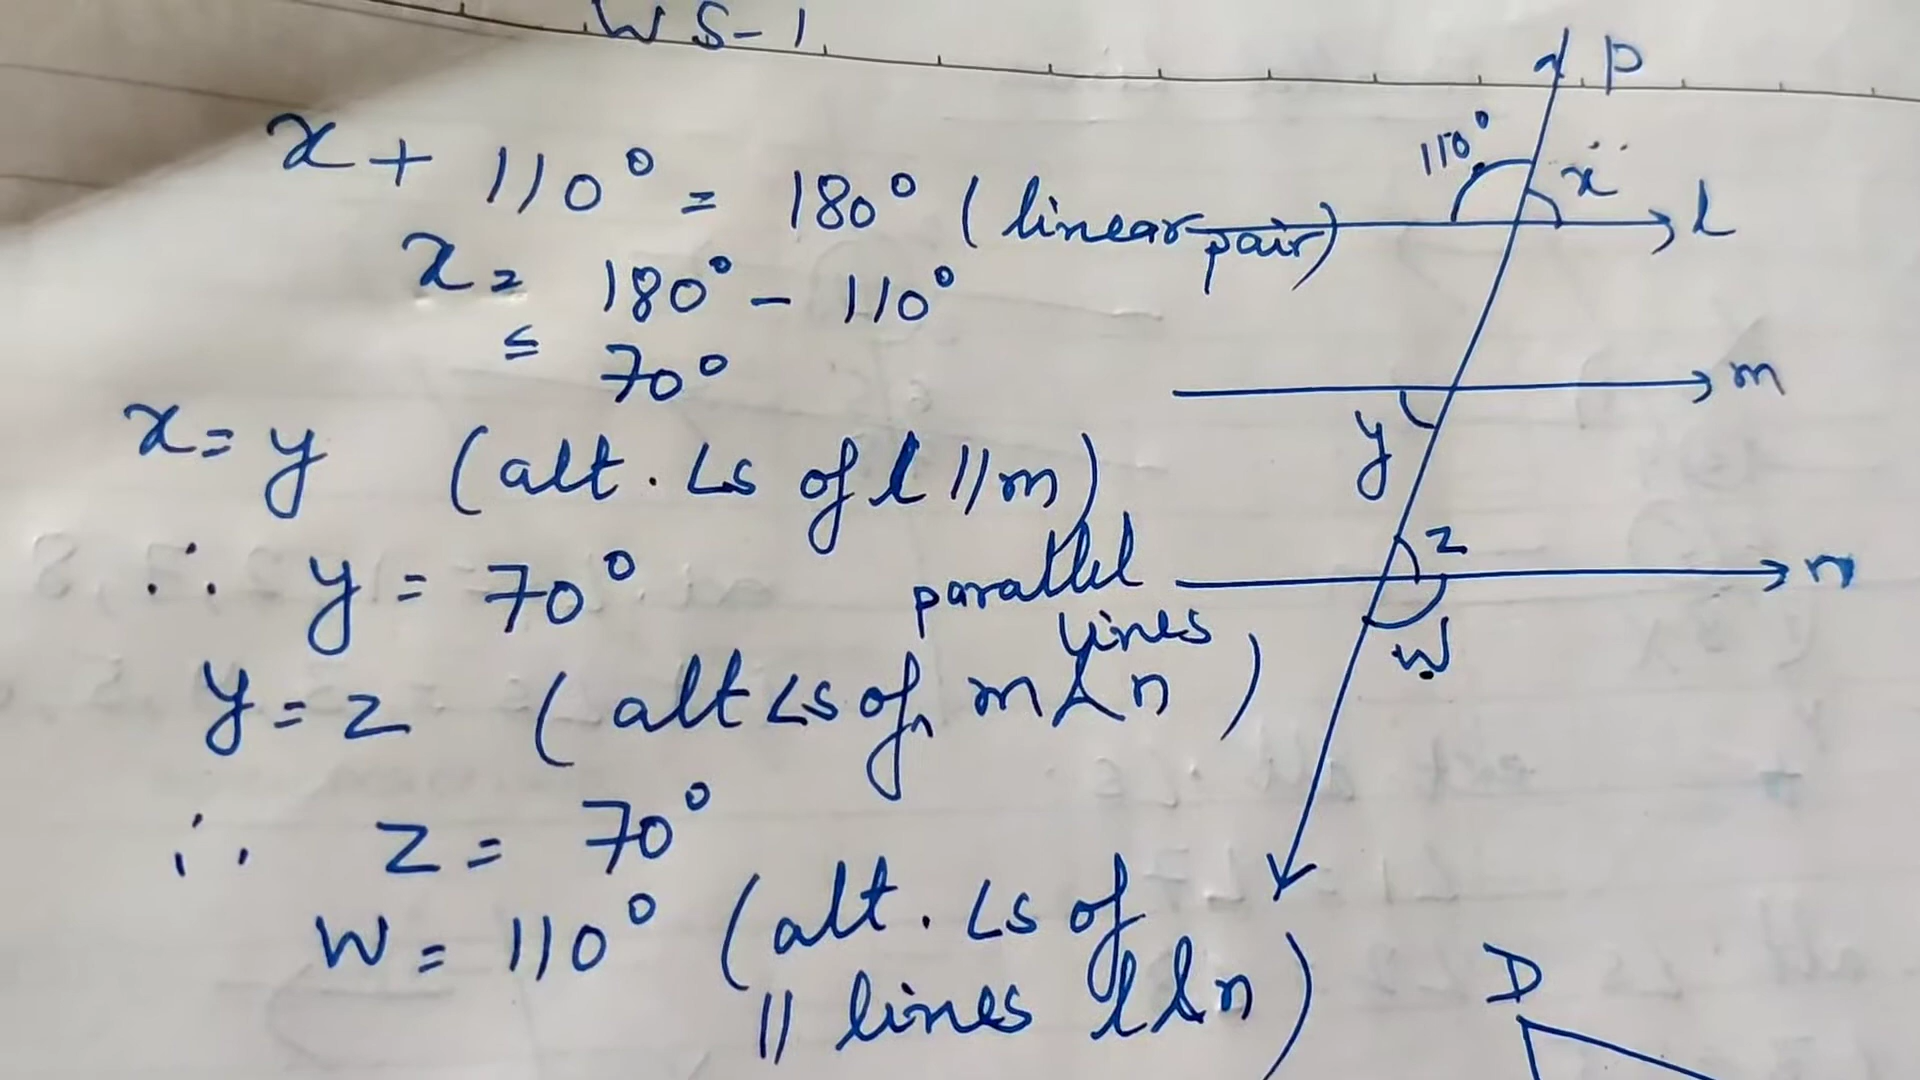 WS-1
x + 110° = 180° (linear pair)
x = 180° - 110°
= 70°
x = y (alt. ∠s of l // m)
∴ y = 70°
parallel lines
y = z (alt ∠s of m & n)
∴ z = 70°
w = 110° (alt. ∠s of
// lines l & n)
P
110° x l
m
y
z
n
w
D